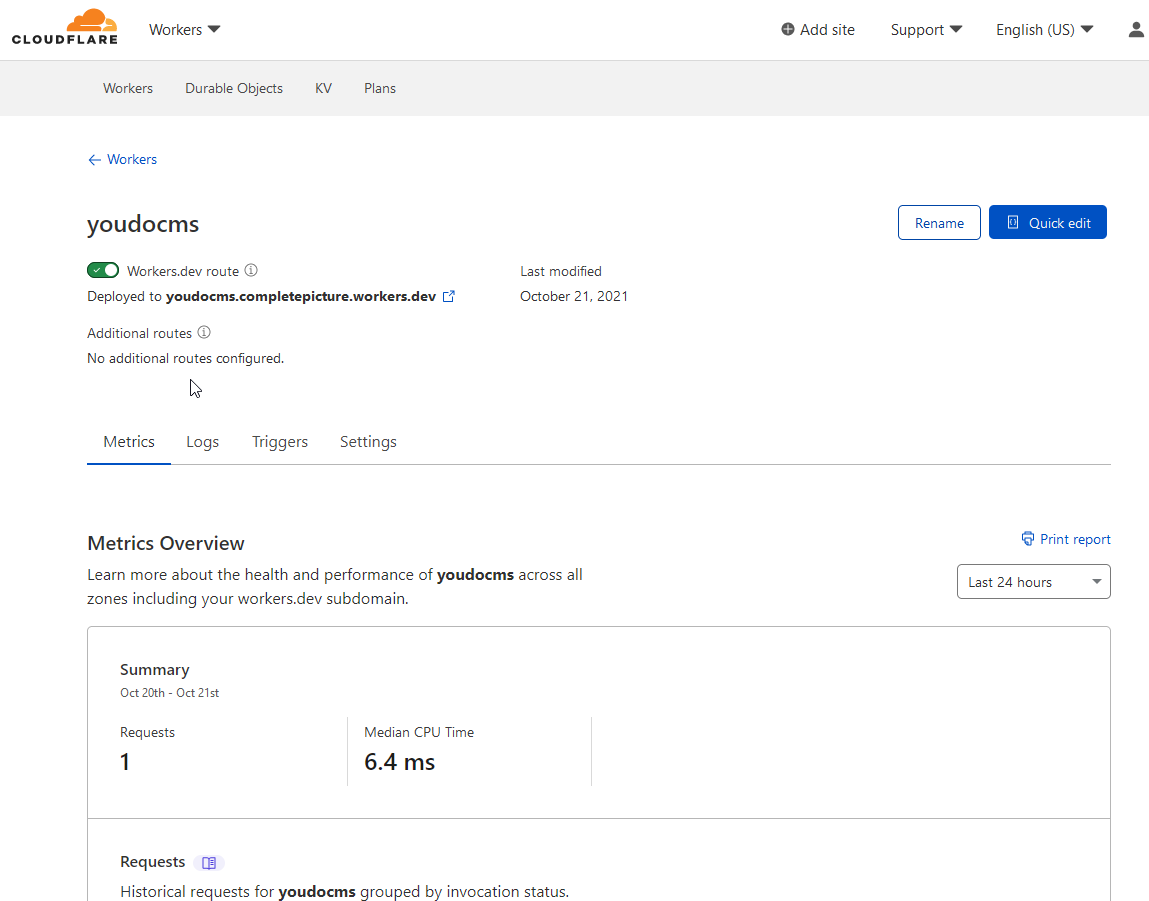 CLOUDFLARE
Workers
Add site
Support
English (US)
Workers
Durable Objects
KV
Plans
← Workers
youdocms
Rename
Quick edit
Workers.dev route
Last modified
Deployed to youdocms.completepicture.workers.dev
October 21, 2021
Additional routes
No additional routes configured.
Metrics
Logs
Triggers
Settings
Metrics Overview
Print report
Learn more about the health and performance of youdocms across all
zones including your workers.dev subdomain.
Last 24 hours
Summary
Oct 20th - Oct 21st
Requests
1
Median CPU Time
6.4 ms
Requests
Historical requests for youdocms grouped by invocation status.